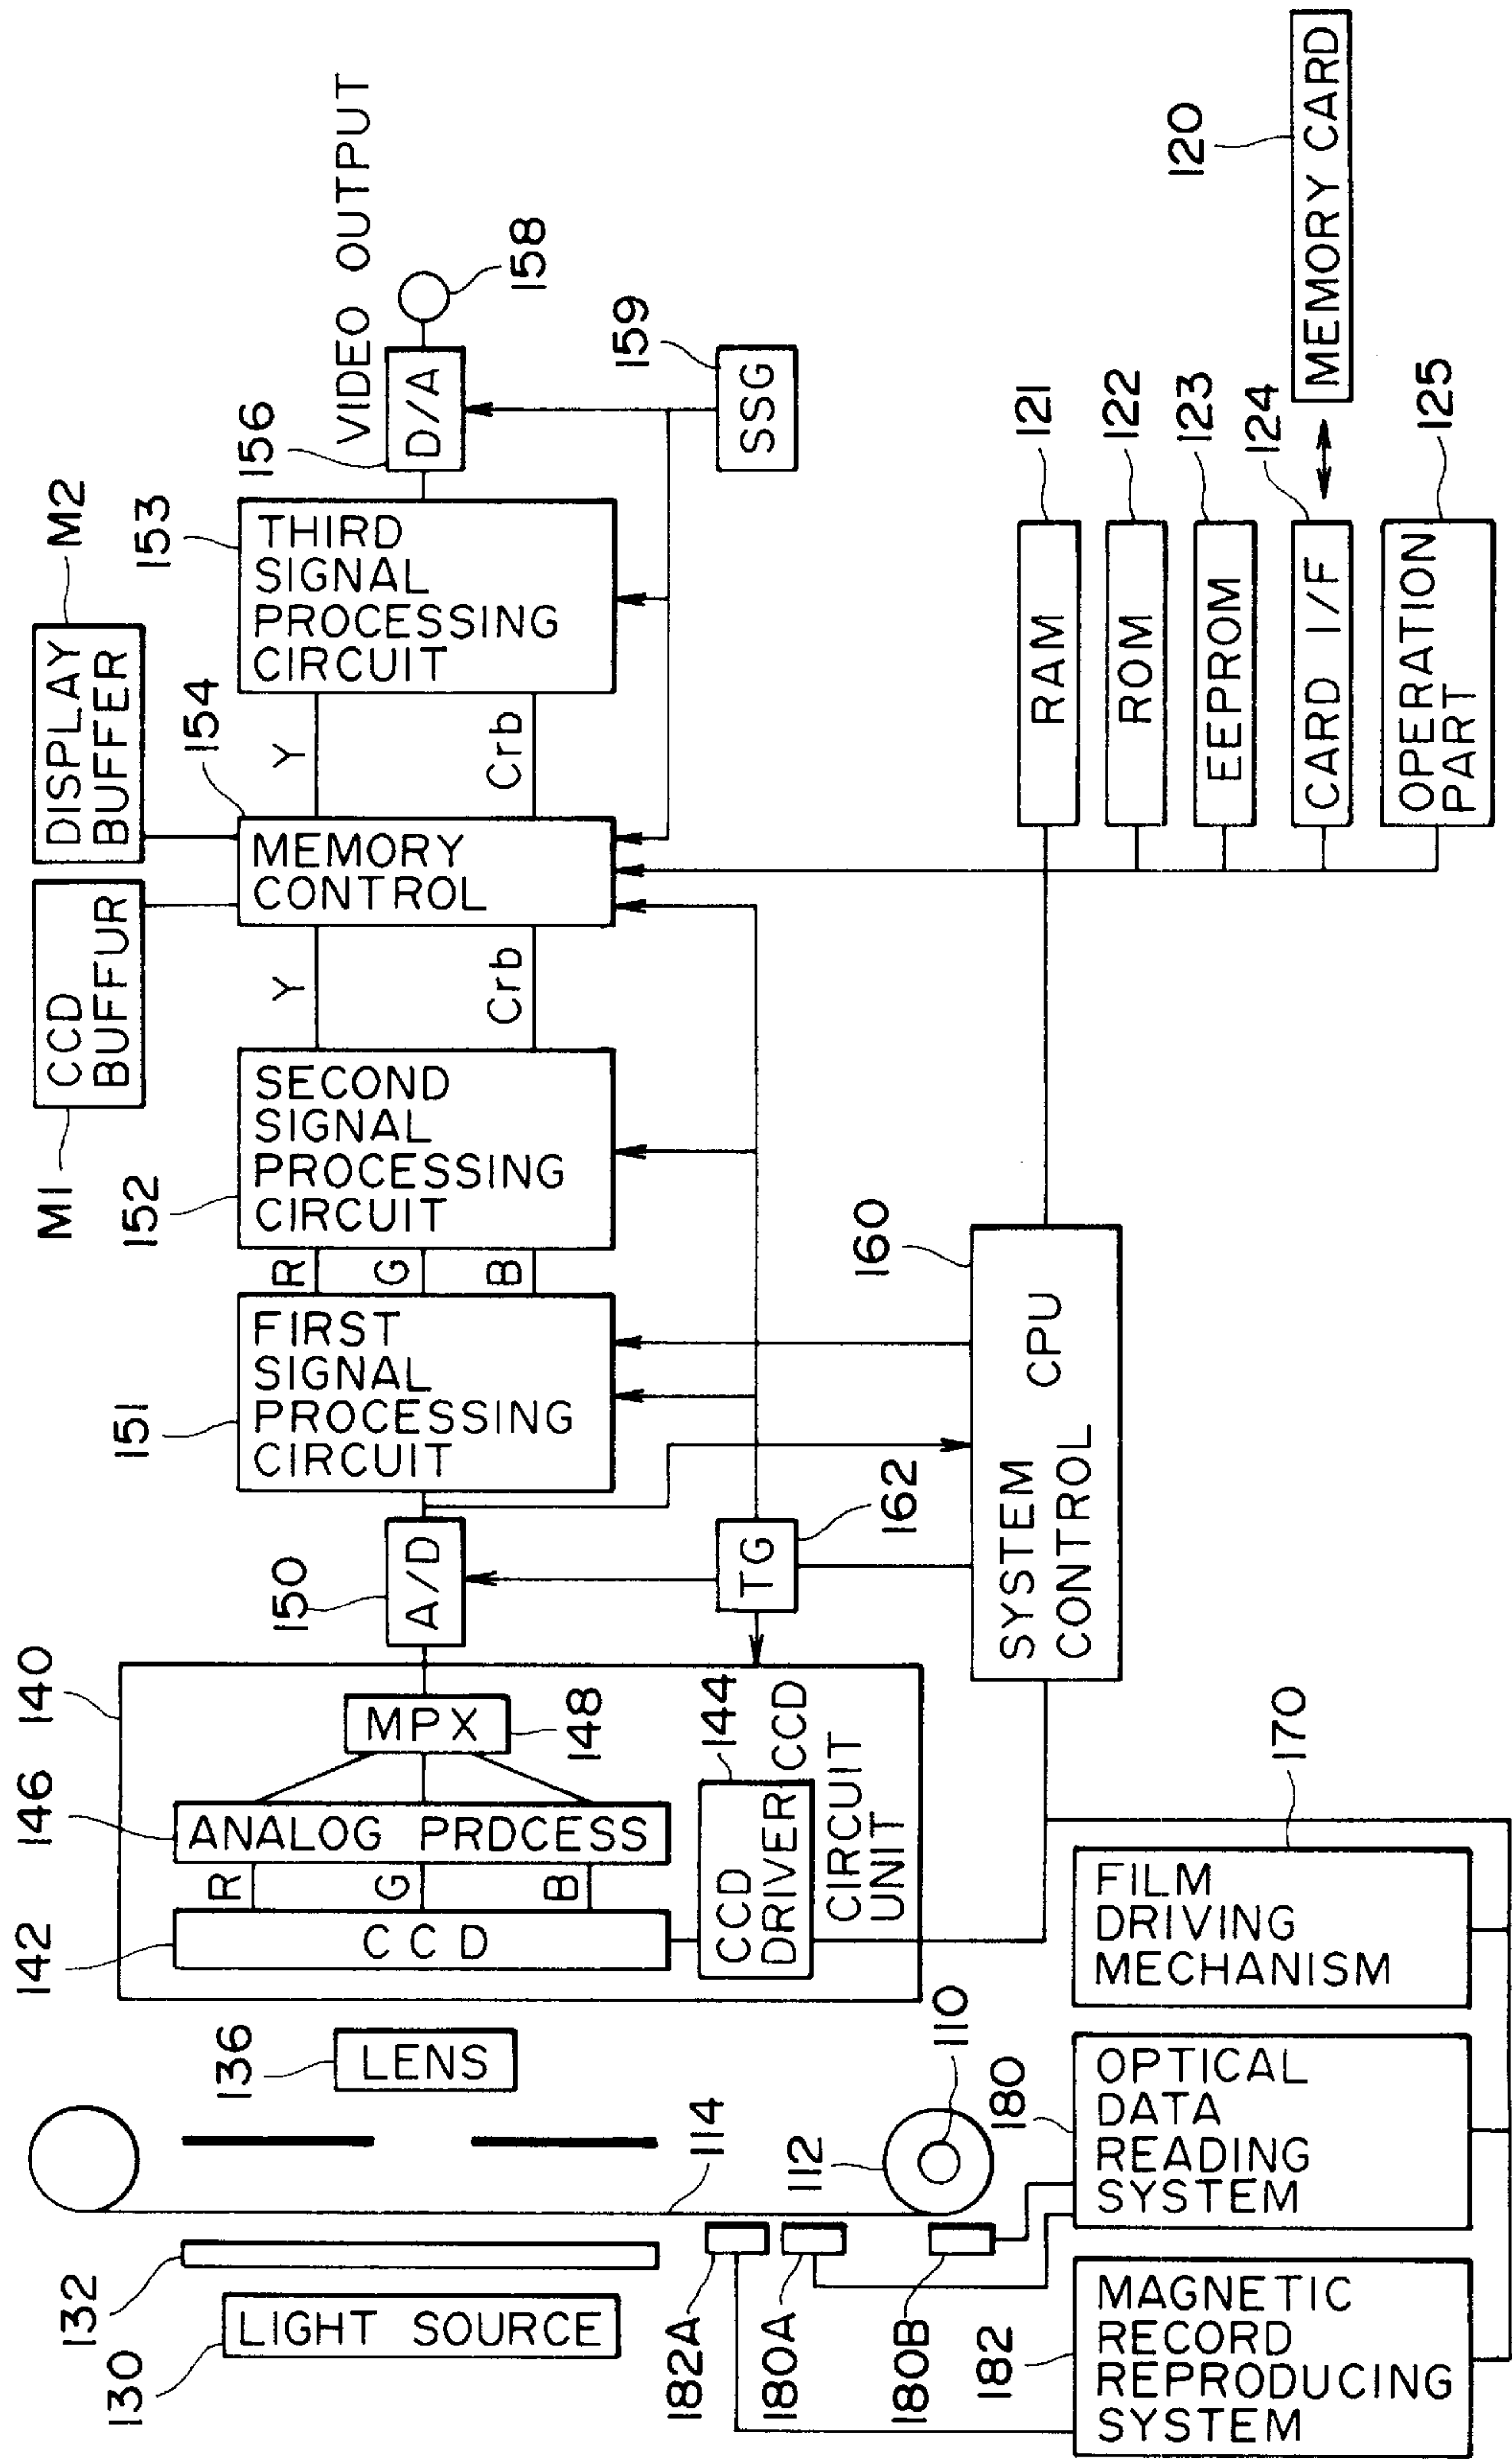 140
146
142
ANALOG PRDCESS
R
G
B
CCD
MPX
148
144
CCD
DRIVER
CCD
CIRCUIT
UNIT
136
LENS
132
130
LIGHT SOURCE
114
112
110
182A
180A
180B
150
A/D
151
FIRST
SIGNAL
PROCESSING
CIRCUIT
R
G
B
152
SECOND
SIGNAL
PROCESSING
CIRCUIT
Y
Crb
M1
CCD
BUFFUR
DISPLAY
BUFFER
M2
154
MEMORY
CONTROL
Y
Crb
153
THIRD
SIGNAL
PROCESSING
CIRCUIT
156
D/A
VIDEO OUTPUT
158
159
SSG
TG
162
160
SYSTEM CPU
CONTROL
RAM
121
ROM
122
EEPROM
123
CARD I/F
124
OPERATION
PART
125
120
MEMORY CARD
170
FILM
DRIVING
MECHANISM
180
OPTICAL
DATA
READING
SYSTEM
182
MAGNETIC
RECORD
REPRODUCING
SYSTEM